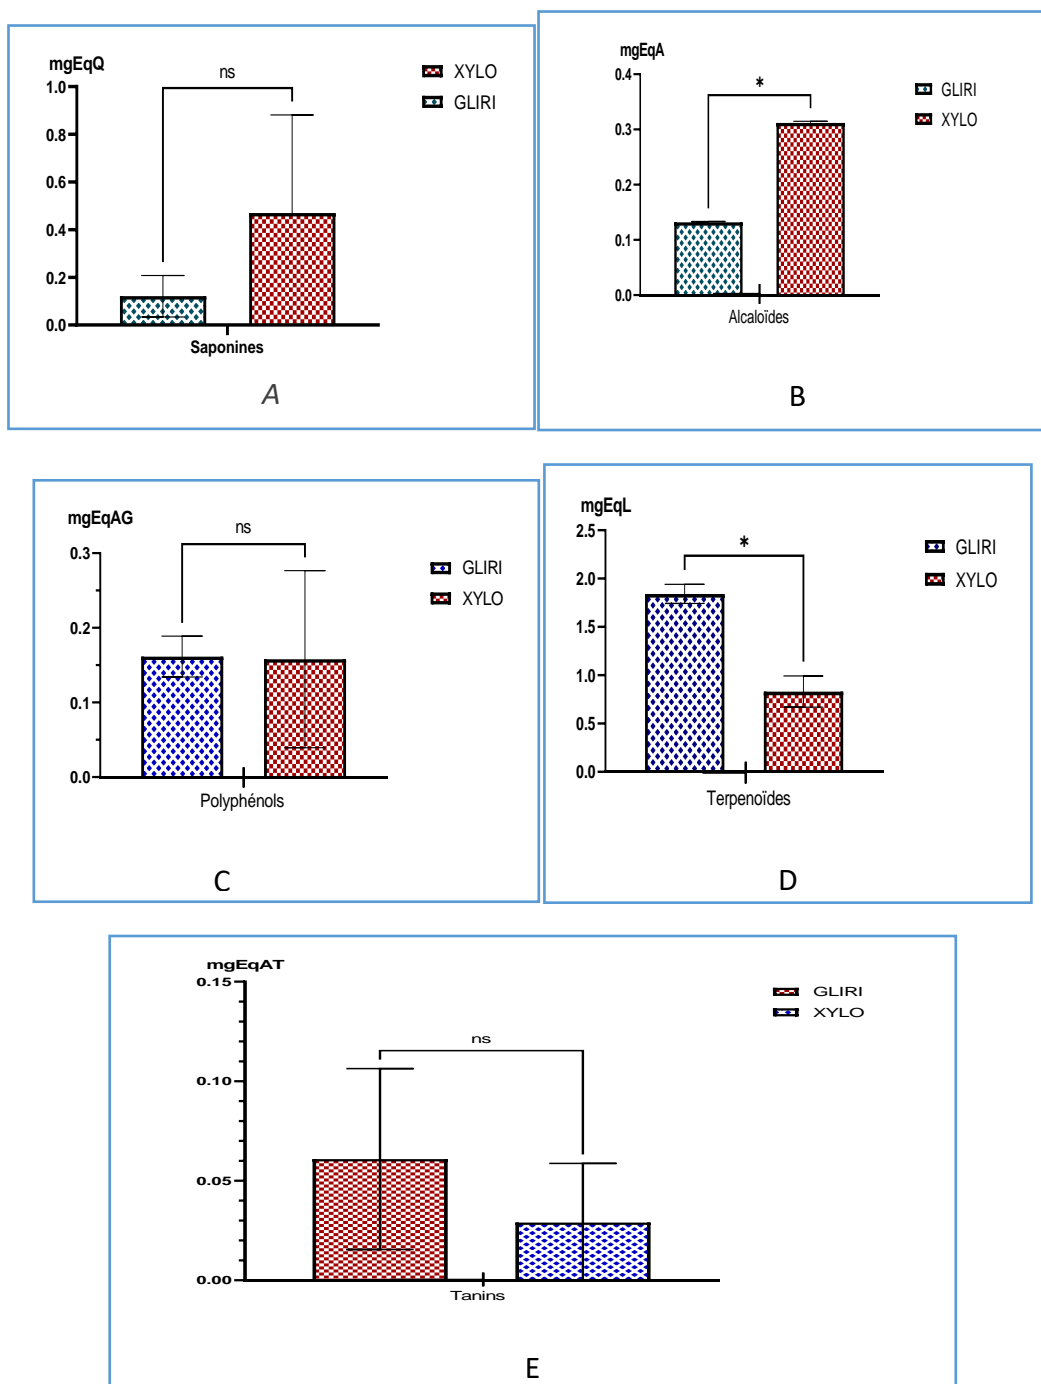 mgEqQ
ns
XYLO
GLIRI
1.0
0.8
0.6
0.4
0.2
0.0
Saponines
A
mgEqA
*
GLIRI
XYLO
0.4
0.3
0.2
0.1
0.0
Alcaloïdes
B
mgEqAG
ns
GLIRI
XYLO
0.3
0.2
0.1
0.0
Polyphénols
C
mgEqL
*
GLIRI
XYLO
2.5
2.0
1.5
1.0
0.5
0.0
Terpenoïdes
D
mgEqAT
ns
GLIRI
XYLO
0.15
0.10
0.05
0.00
Tanins
E